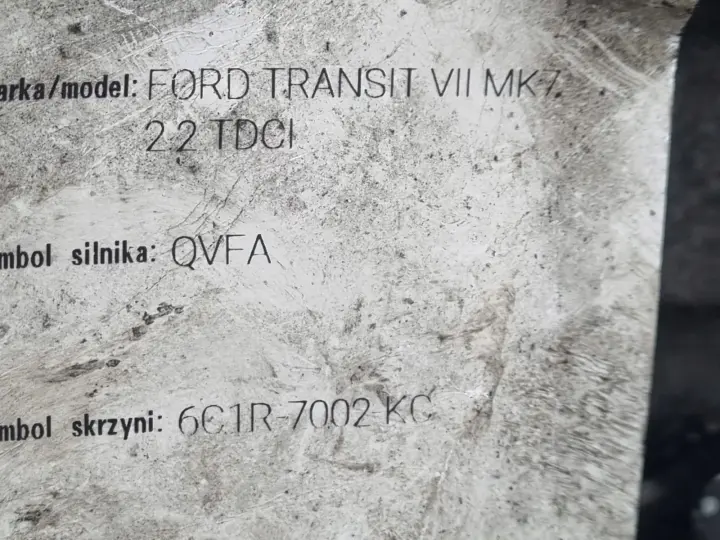 arka/model: FORD TRANSIT VII MK7.
2.2 TDCI
mbol silnika: QVFA
mbol skrzyni: 6C1R-7002 KC